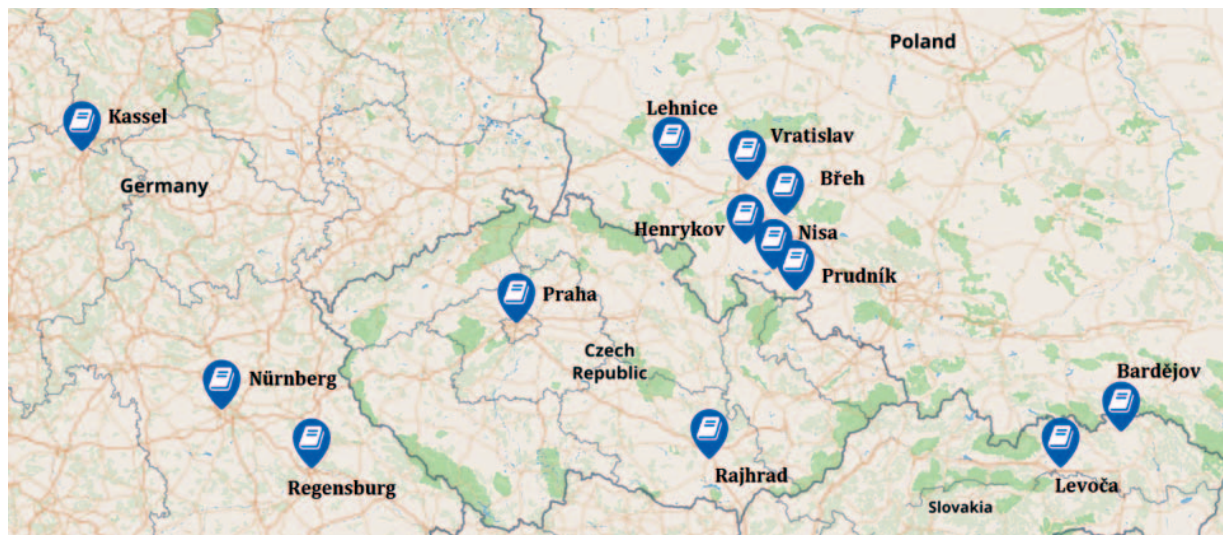 Poland
Lehnice
Kassel
Vratislav
Germany
Břeh
Henrykov
Nisa
Prudník
Praha
Czech
Republic
Nürnberg
Bardějov
Rajhrad
Regensburg
Levoča
Slovakia